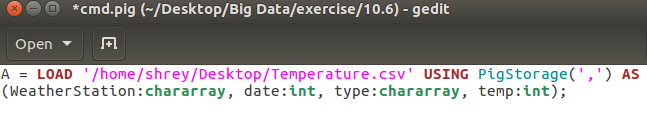 *cmd.pig (~/Desktop/Big Data/exercise/10.6) - gedit
Open
A = LOAD '/home/shrey/Desktop/Temperature.csv' USING PigStorage(',') AS
(WeatherStation:chararray, date:int, type:chararray, temp:int);